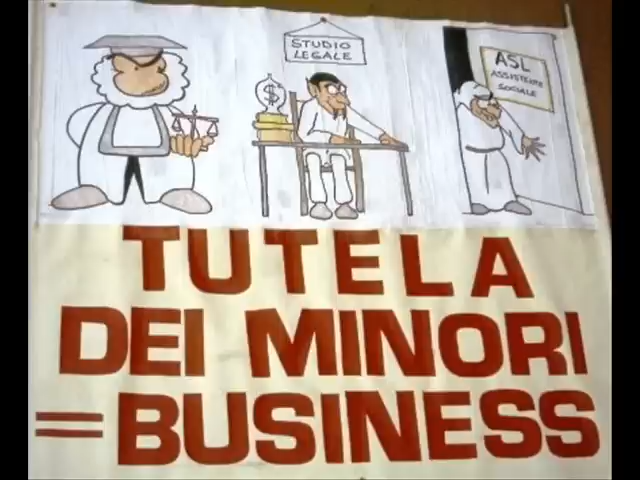 STUDIO
LEGALE
$
ASL
ASSISTENTE
SOCIALE
TUTELA
DEI MINORI
=BUSINESS